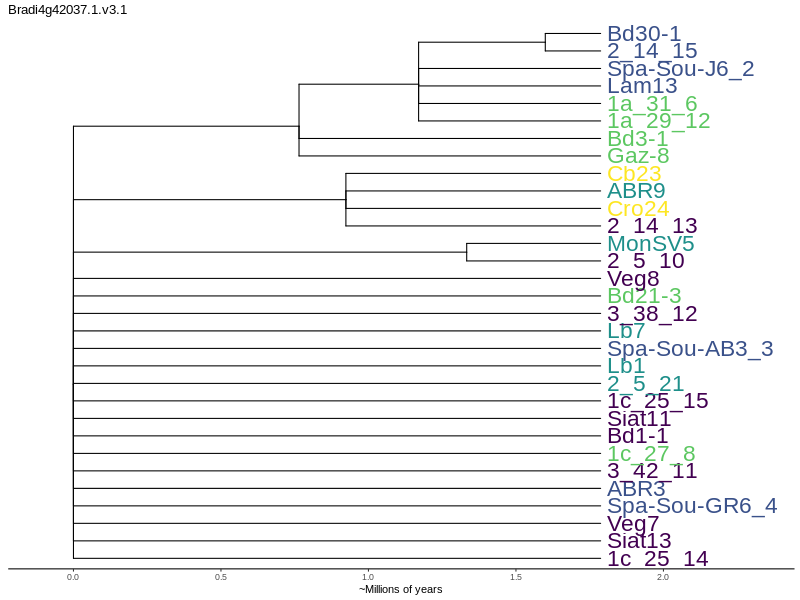 Bradi4g42037.1.v3.1
Bd30-1
2_14_15
Spa-Sou-J6_2
Lam13
1a_31_6
1a_29_12
Bd3-1
Gaz-8
Cb23
ABR9
Cro24
2_14_13
MonSV5
2_5_10
Veg8
Bd21-3
3_38_12
Lb7
Spa-Sou-AB3_3
Lb1
2_5_21
1c_25_15
Siat11
Bd1-1
1c_27_8
3_42_11
ABR3
Spa-Sou-GR6_4
Veg7
Siat13
1c_25_14
0.0 0.5 1.0 1.5 2.0
~Millions of years